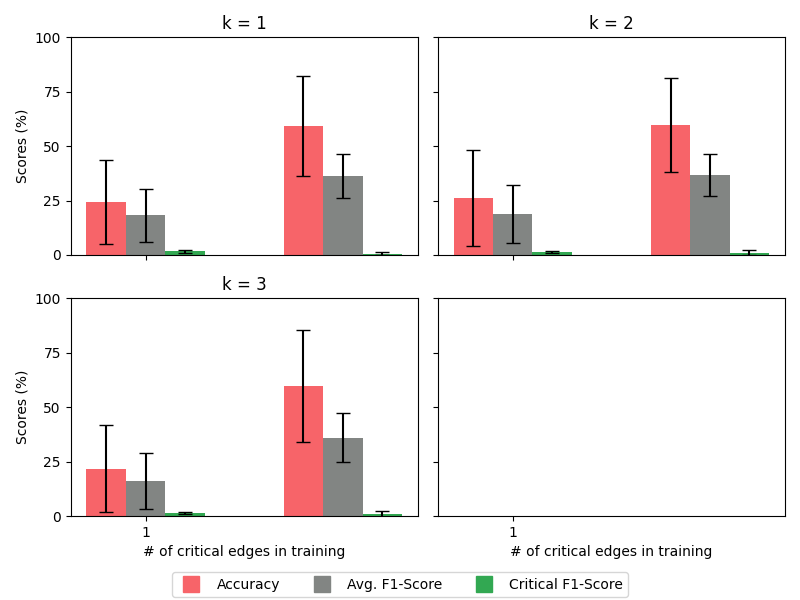 k = 1
k = 2
100
75
50
25
0
Scores (%)
k = 3
100
75
50
25
0
Scores (%)
1
1
# of critical edges in training
# of critical edges in training
Accuracy
Avg. F1-Score
Critical F1-Score